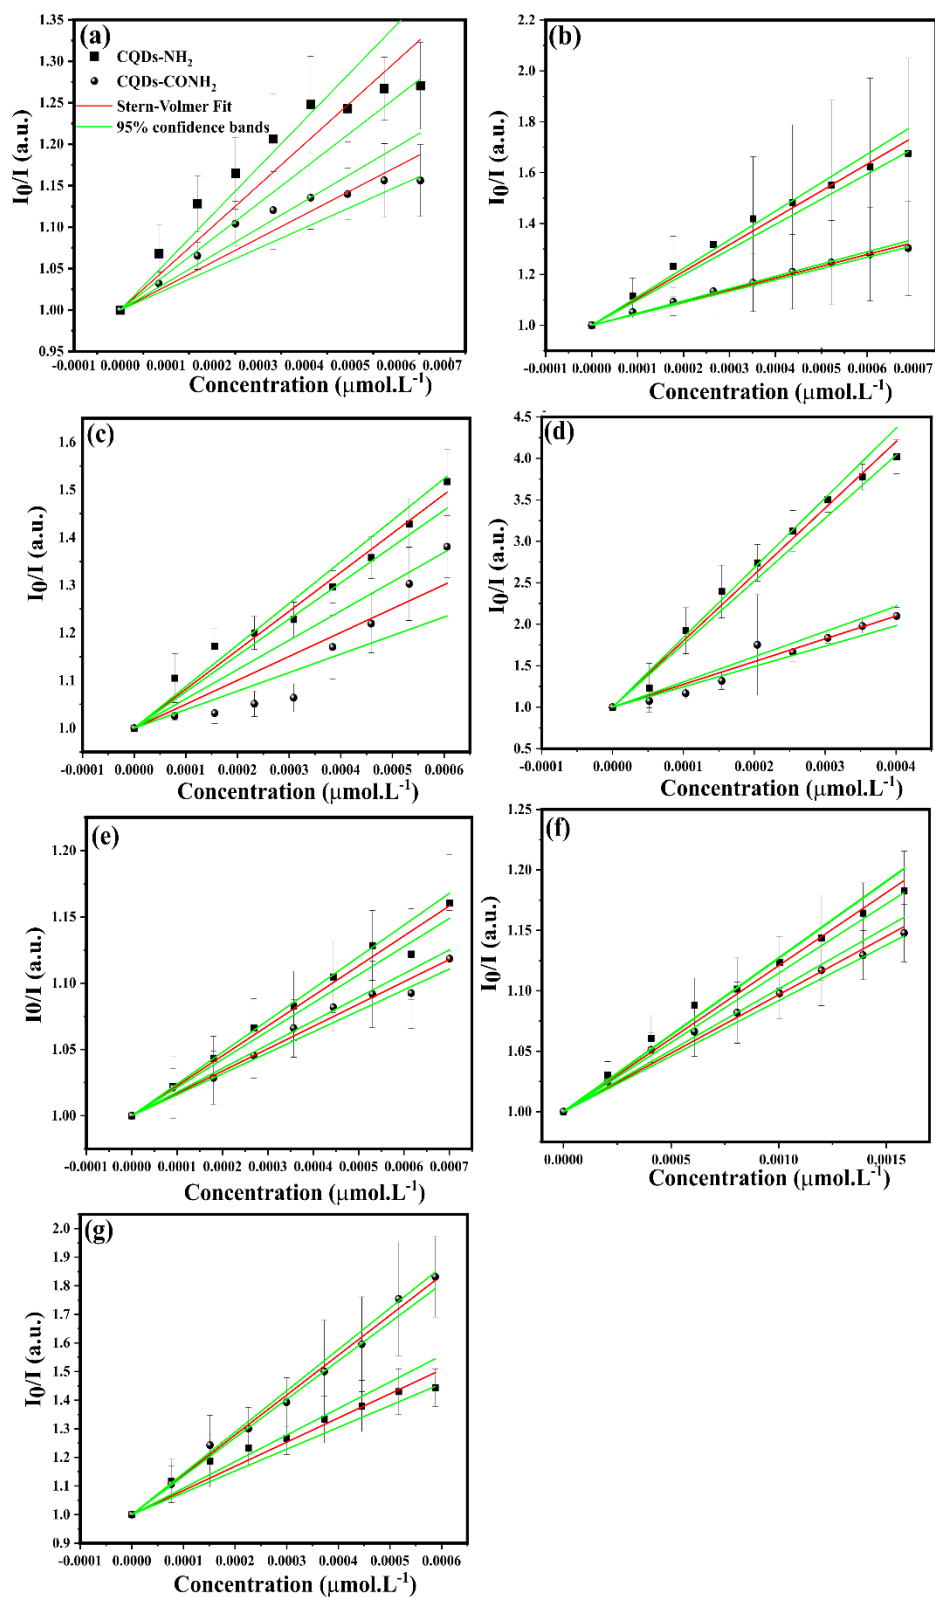 (a)
CQDs-NH2
CQDs-CONH2
Stern-Volmer Fit
95% confidence bands
I0/I (a.u.)
1.35
1.30
1.25
1.20
1.15
1.10
1.05
1.00
0.95
-0.0001 0.0000 0.0001 0.0002 0.0003 0.0004 0.0005 0.0006 0.0007
Concentration (μmol.L-1)
(b)
I0/I (a.u.)
2.2
2.0
1.8
1.6
1.4
1.2
1.0
-0.0001 0.0000 0.0001 0.0002 0.0003 0.0004 0.0005 0.0006 0.0007
Concentration (μmol.L-1)
(c)
I0/I (a.u.)
1.6
1.5
1.4
1.3
1.2
1.1
1.0
-0.0001 0.0000 0.0001 0.0002 0.0003 0.0004 0.0005 0.0006
Concentration (μmol.L-1)
(d)
I0/I (a.u.)
4.5
4.0
3.5
3.0
2.5
2.0
1.5
1.0
0.5
-0.0001 0.0000 0.0001 0.0002 0.0003 0.0004
Concentration (μmol.L-1)
(e)
I0/I (a.u.)
1.20
1.15
1.10
1.05
1.00
-0.0001 0.0000 0.0001 0.0002 0.0003 0.0004 0.0005 0.0006 0.0007
Concentration (μmol.L-1)
(f)
I0/I (a.u.)
1.25
1.20
1.15
1.10
1.05
1.00
0.0000 0.0005 0.0010 0.0015
Concentration (μmol.L-1)
(g)
I0/I (a.u.)
2.0
1.9
1.8
1.7
1.6
1.5
1.4
1.3
1.2
1.1
1.0
0.9
-0.0001 0.0000 0.0001 0.0002 0.0003 0.0004 0.0005 0.0006
Concentration (μmol.L-1)